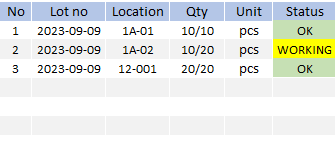 No Lot no Location Qty Unit Status
1 2023-09-09 1A-01 10/10 pcs OK
2 2023-09-09 1A-02 10/20 pcs WORKING
3 2023-09-09 12-001 20/20 pcs OK